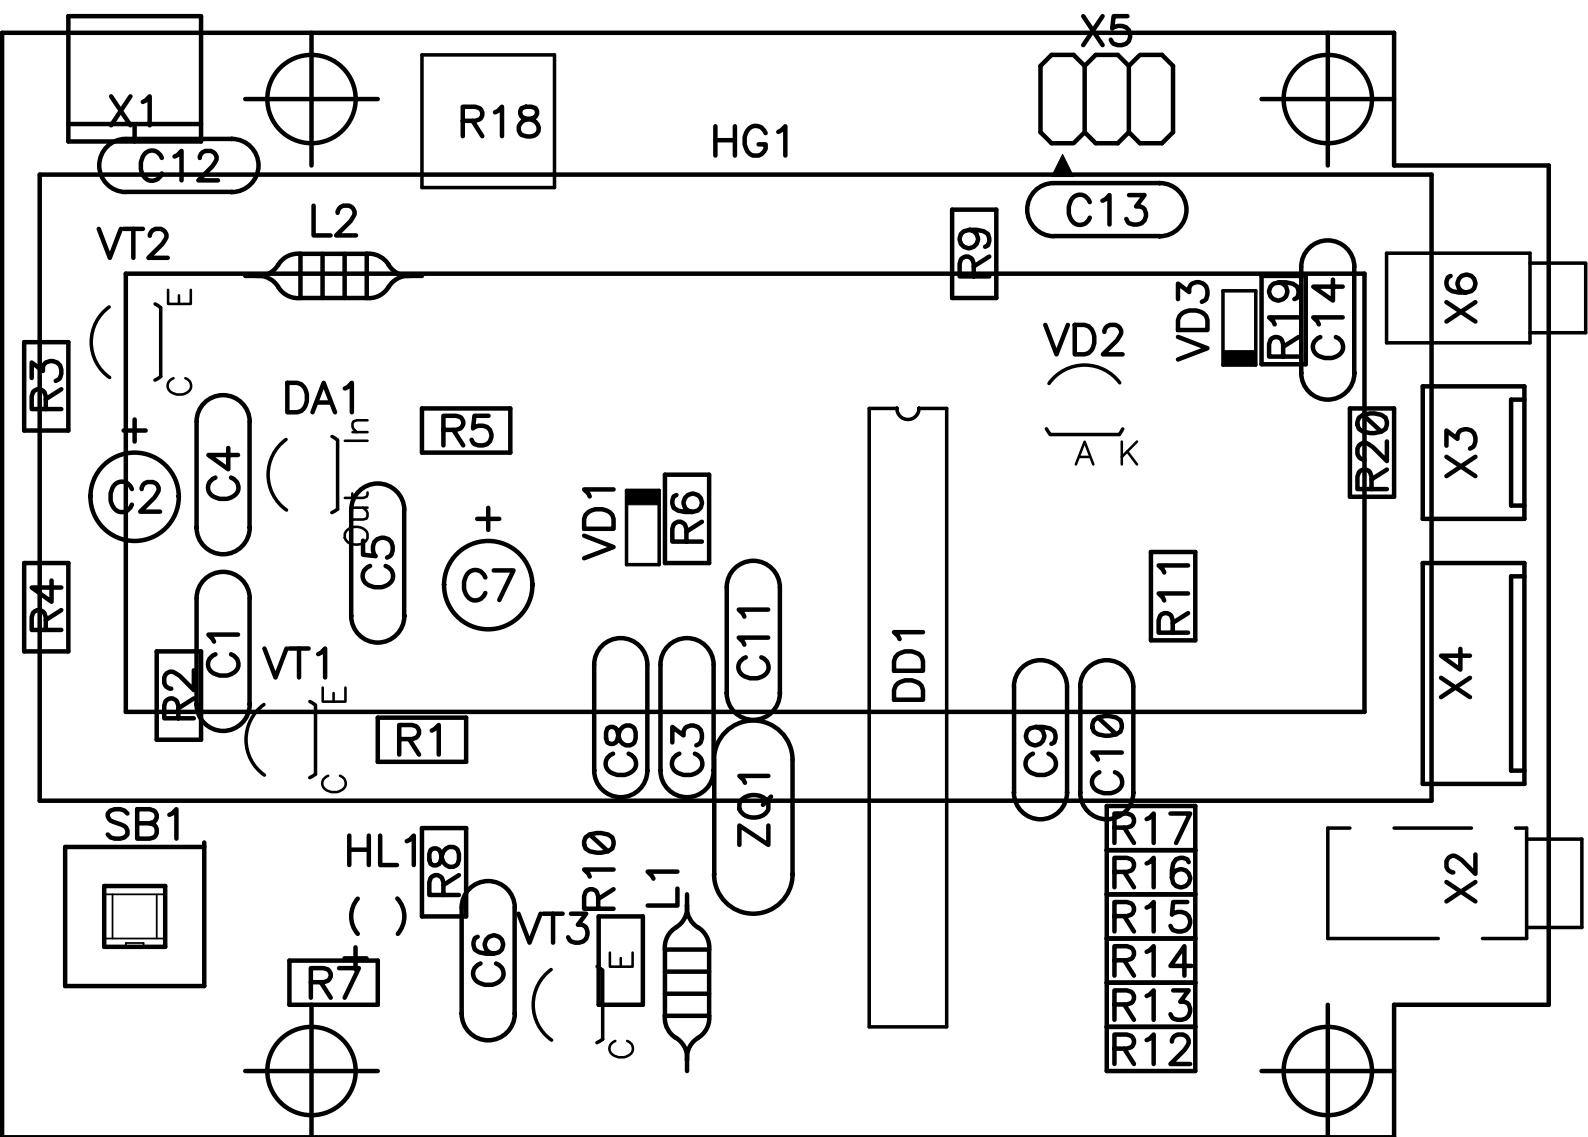 X5
X1
R18
HG1
C12
C13
L2
VT2
R9
E
VD3
R19
C14
X6
VD2
R3
C
DA1
In
R5
+
A K
R20
X3
C2
C4
Out
VD1
R6
+
C5
C7
R4
R11
C1
VT1
C11
DD1
X4
R2
E
R1
C8
C3
C9
C10
C
ZQ1
SB1
HL1
R8
R10
L1
R17
R16
X2
R15
VT3
C6
E
R14
+
R7
R13
C
R12